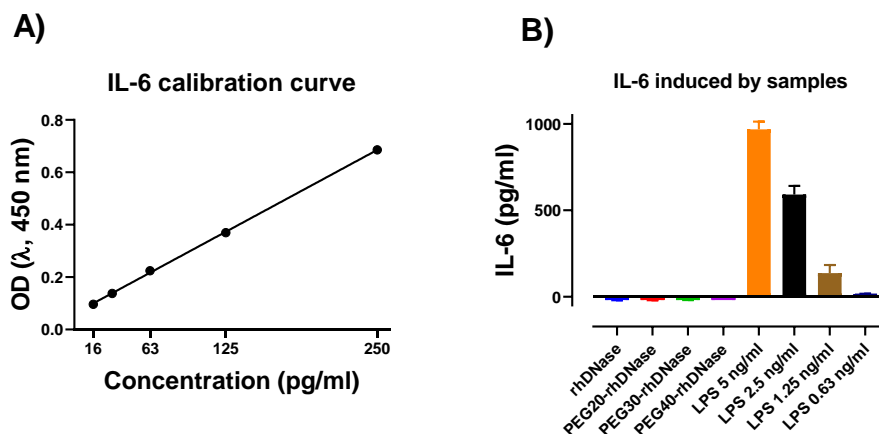 A)
IL-6 calibration curve
OD (λ, 450 nm)
0.8
0.6
0.4
0.2
0.0
16
63
125
250
Concentration (pg/ml)
B)
IL-6 induced by samples
IL-6 (pg/ml)
1000
500
0
rhDNase
PEG20-rhDNase
PEG30-rhDNase
PEG40-rhDNase
LPS 5 ng/ml
LPS 2.5 ng/ml
LPS 1.25 ng/ml
LPS 0.63 ng/ml